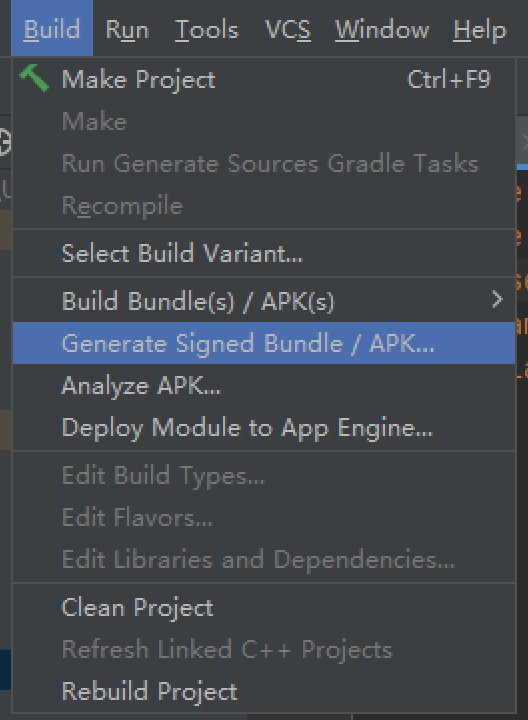 Build Run Tools VCS Window Help
Make Project Ctrl+F9
Make
Run Generate Sources Gradle Tasks
Recompile
Select Build Variant...
Build Bundle(s) / APK(s)
Generate Signed Bundle / APK...
Analyze APK...
Deploy Module to App Engine...
Edit Build Types...
Edit Flavors...
Edit Libraries and Dependencies...
Clean Project
Refresh Linked C++ Projects
Rebuild Project